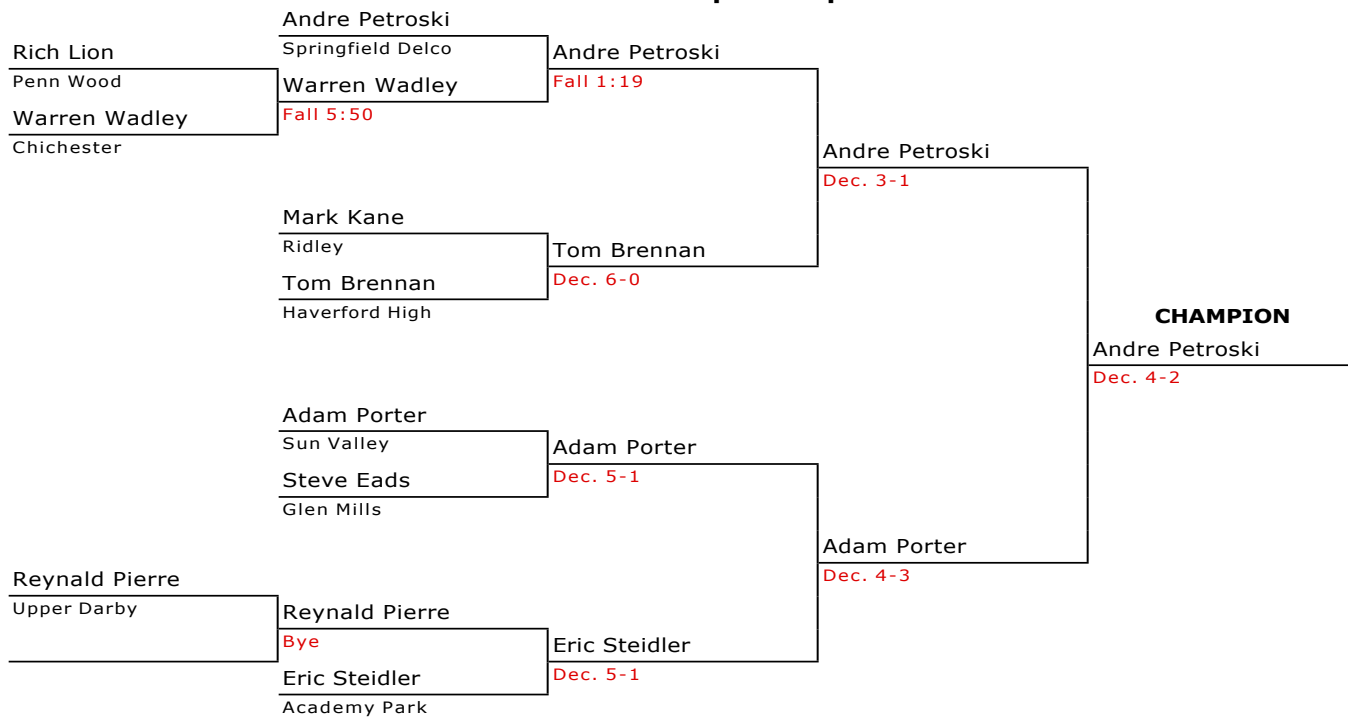 Andre Petroski
Rich Lion
Springfield Delco
Andre Petroski
Penn Wood
Warren Wadley
Fall 1:19
Warren Wadley
Fall 5:50
Chichester
Andre Petroski
Dec. 3-1
Mark Kane
Ridley
Tom Brennan
Tom Brennan
Dec. 6-0
Haverford High
CHAMPION
Andre Petroski
Dec. 4-2
Adam Porter
Sun Valley
Adam Porter
Steve Eads
Dec. 5-1
Glen Mills
Adam Porter
Dec. 4-3
Reynald Pierre
Upper Darby
Reynald Pierre
Bye
Eric Steidler
Eric Steidler
Dec. 5-1
Academy Park